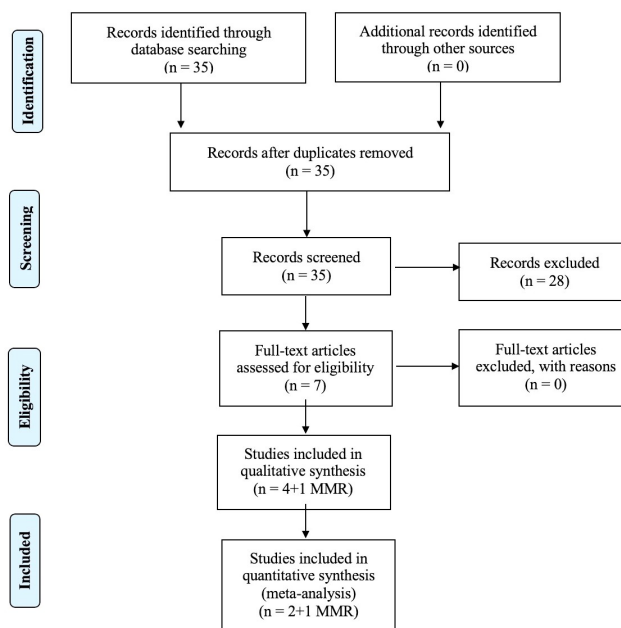 Identification
Records identified through
database searching
(n = 35)
Additional records identified
through other sources
(n = 0)
Records after duplicates removed
(n = 35)
Screening
Records screened
(n = 35)
Records excluded
(n = 28)
Eligibility
Full-text articles
assessed for eligibility
(n = 7)
Full-text articles
excluded, with reasons
(n = 0)
Studies included in
qualitative synthesis
(n = 4+1 MMR)
Included
Studies included in
quantitative synthesis
(meta-analysis)
(n = 2+1 MMR)